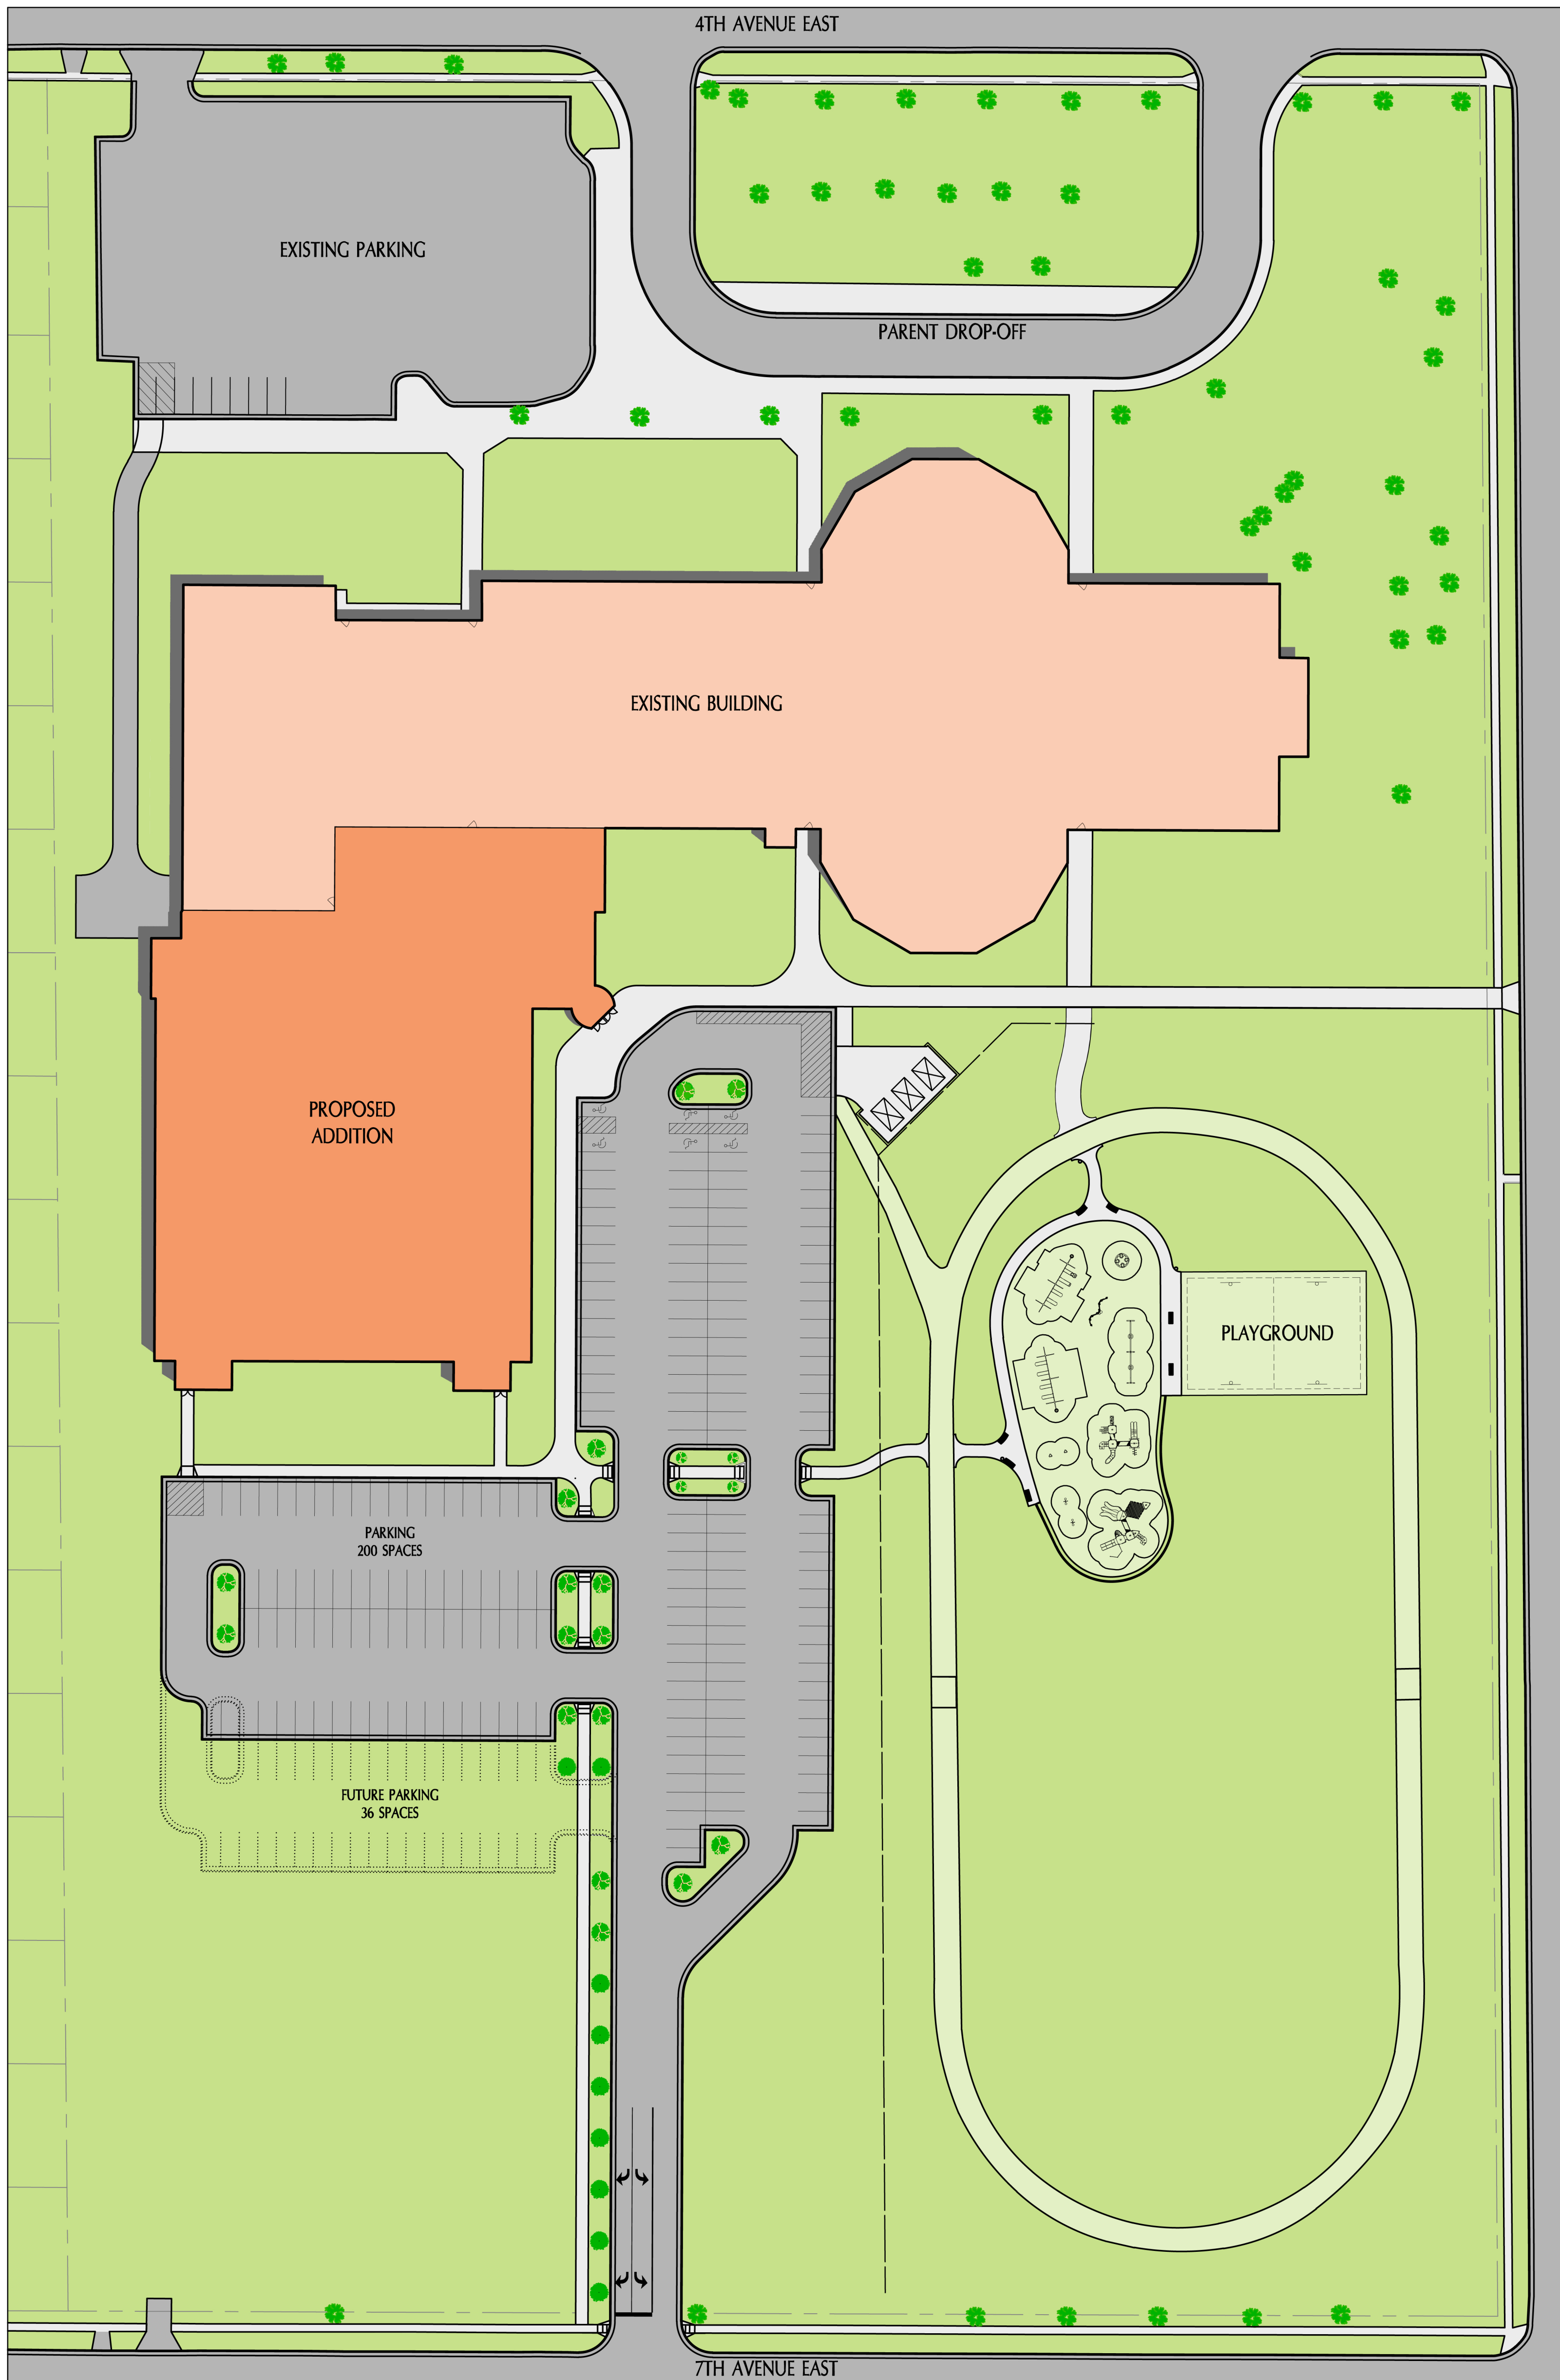 4TH AVENUE EAST
EXISTING PARKING
PARENT DROP-OFF
EXISTING BUILDING
PROPOSED
ADDITION
PLAYGROUND
PARKING
200 SPACES
FUTURE PARKING
36 SPACES
7TH AVENUE EAST